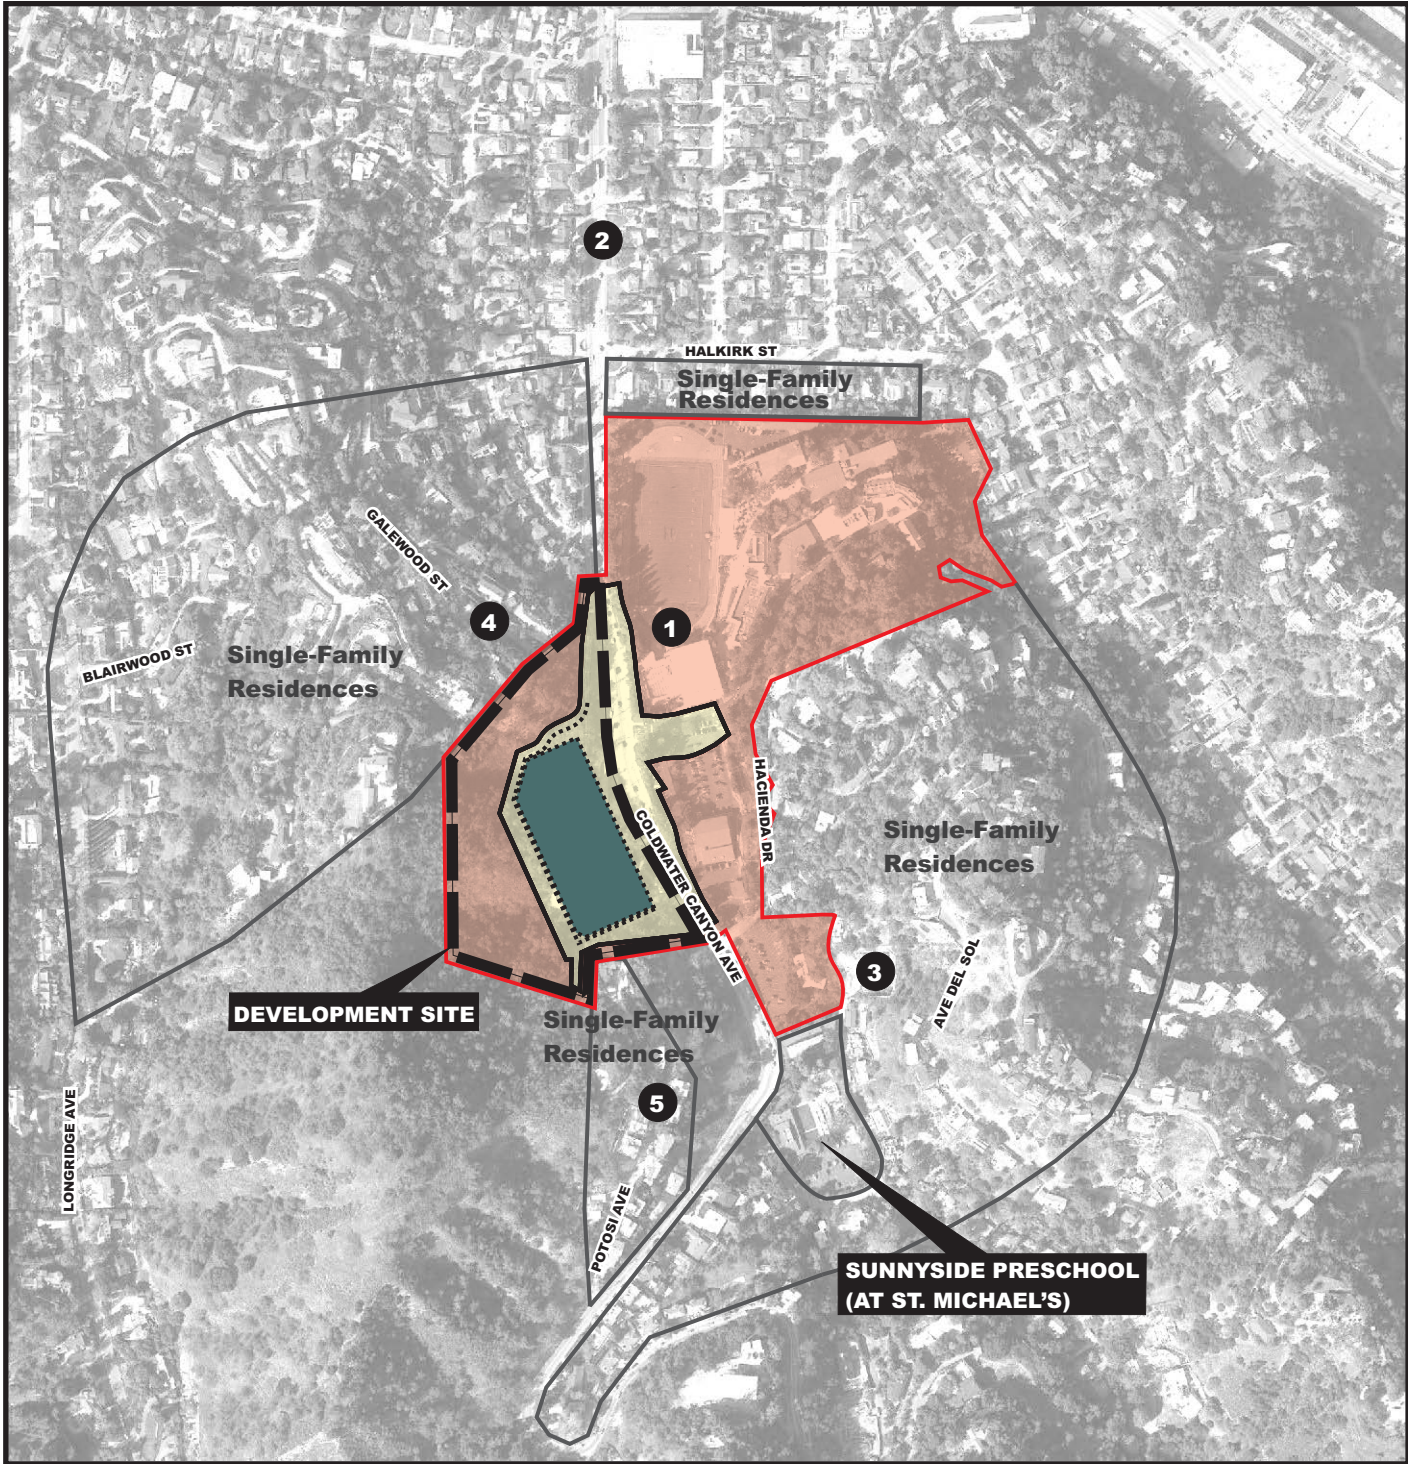 2
HALKIRK ST
Single-Family
Residences
GALEWOOD ST
4
1
BLAIRWOOD ST
Single-Family
Residences
HACIENDA DR
COLDWATER CANYON AVE
Single-Family
Residences
3
AVE DEL SOL
DEVELOPMENT SITE
Single-Family
Residences
5
LONGRIDGE AVE
POTOSI AVE
SUNNYSIDE PRESCHOOL
(AT ST. MICHAEL'S)